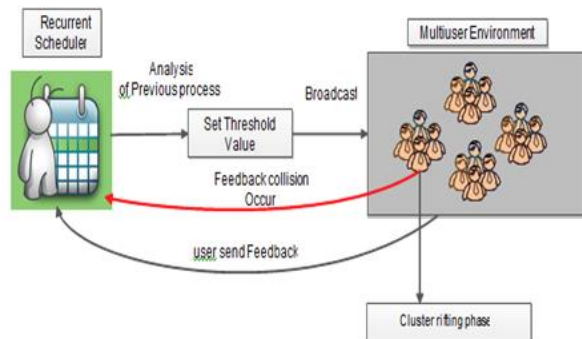 Recurrent
Scheduler
Multiuser Environment
Analysis
of Previous process
Broadcast
Set Threshold
Value
Feedback collision
Occur
user send Feedback
Cluster rifting phase